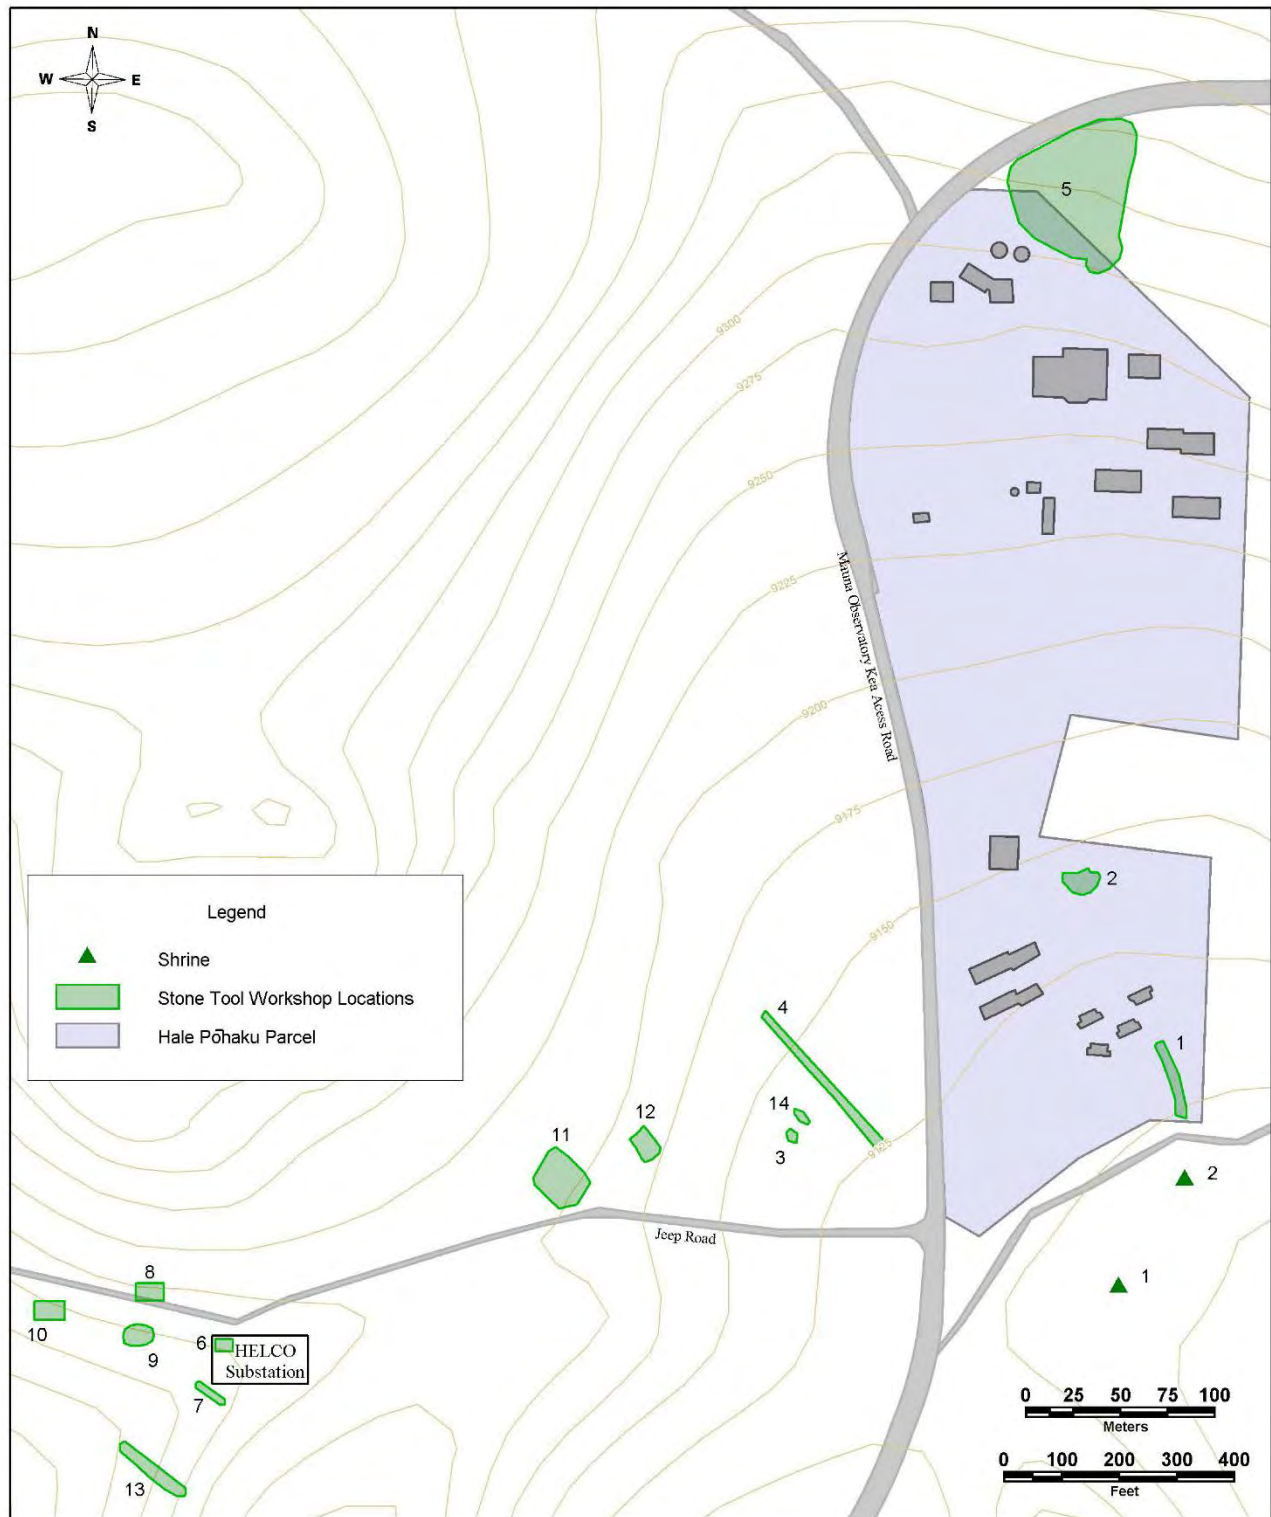 N
W E
S
5
9300
9275
9250
9225
Mauna Observatory Kea Acess Road
9200
9175
2
Legend
Shrine
Stone Tool Workshop Locations
Hale Pōhaku Parcel
9150
4
1
14
12
11
3
9125
2
Jeep Road
8
1
10
9
6
HELCO
Substation
7
13
0 25 50 75 100
Meters
0 100 200 300 400
Feet